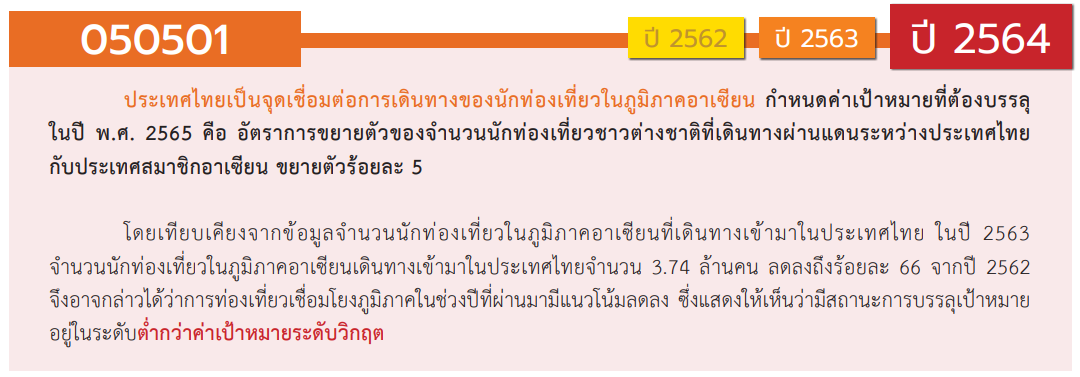 050501
ปี 2562
ปี 2563
ปี 2564
ประเทศไทยเป็นจุดเชื่อมต่อการเดินทางของนักท่องเที่ยวในภูมิภาคอาเซียน กำหนดค่าเป้าหมายที่ต้องบรรลุ
ในปี พ.ศ. 2565 คือ อัตราการขยายตัวของจำนวนนักท่องเที่ยวชาวต่างชาติที่เดินทางผ่านแดนระหว่างประเทศไทย
กับประเทศสมาชิกอาเซียน ขยายตัวร้อยละ 5
โดยเทียบเคียงจากข้อมูลจำนวนนักท่องเที่ยวในภูมิภาคอาเซียนที่เดินทางเข้ามาในประเทศไทย ในปี 2563
จำนวนนักท่องเที่ยวในภูมิภาคอาเซียนเดินทางเข้ามาในประเทศไทยจำนวน 3.74 ล้านคน ลดลงถึงร้อยละ 66 จากปี 2562
จึงอาจกล่าวได้ว่าการท่องเที่ยวเชื่อมโยงภูมิภาคในช่วงปีที่ผ่านมามีแนวโน้มลดลง ซึ่งแสดงให้เห็นว่ามีสถานะการบรรลุเป้าหมาย
อยู่ในระดับต่ำกว่าค่าเป้าหมายระดับวิกฤต